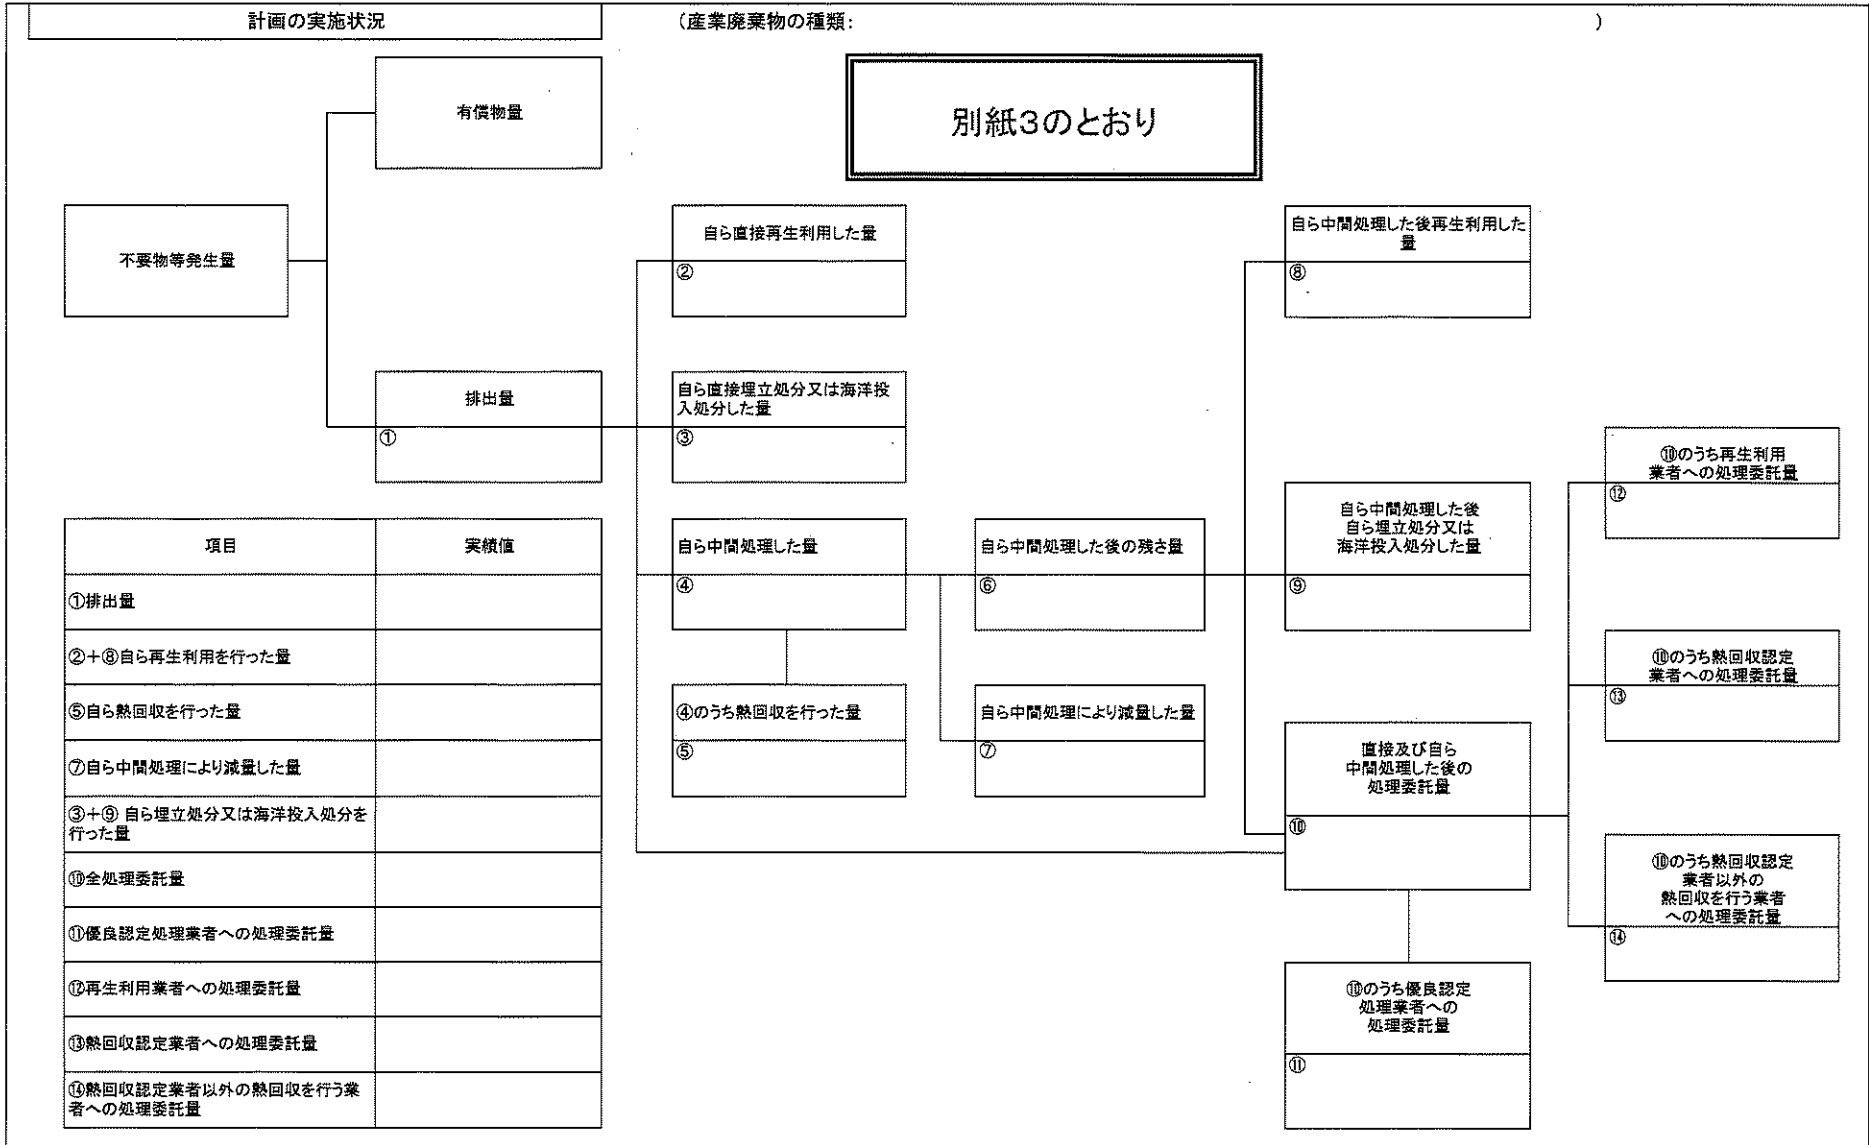 計画の実施状況
(産業廃棄物の種類: )
有償物量
別紙3のとおり
不要物等発生量
自ら直接再生利用した量
②
自ら中間処理した後再生利用した
量
⑧
排出量
①
自ら直接埋立処分又は海洋投
入処分した量
③
⑩のうち再生利用
業者への処理委託量
⑫
自ら中間処理した量
④
自ら中間処理した後の残さ量
⑥
自ら中間処理した後
自ら埋立処分又は
海洋投入処分した量
⑨
⑩のうち熱回収認定
業者への処理委託量
⑬
④のうち熱回収を行った量
⑤
自ら中間処理により減量した量
⑦
直接及び自ら
中間処理した後の
処理委託量
⑩
⑩のうち熱回収認定
業者以外の
熱回収を行う業者
への処理委託量
⑭
⑩のうち優良認定
処理業者への
処理委託量
⑪
項目 実績値
①排出量
②+⑧自ら再生利用を行った量
⑤自ら熱回収を行った量
⑦自ら中間処理により減量した量
③+⑨ 自ら埋立処分又は海洋投入処分を
行った量
⑩全処理委託量
⑪優良認定処理業者への処理委託量
⑫再生利用業者への処理委託量
⑬熱回収認定業者への処理委託量
⑭熱回収認定業者以外の熱回収を行う業
者への処理委託量